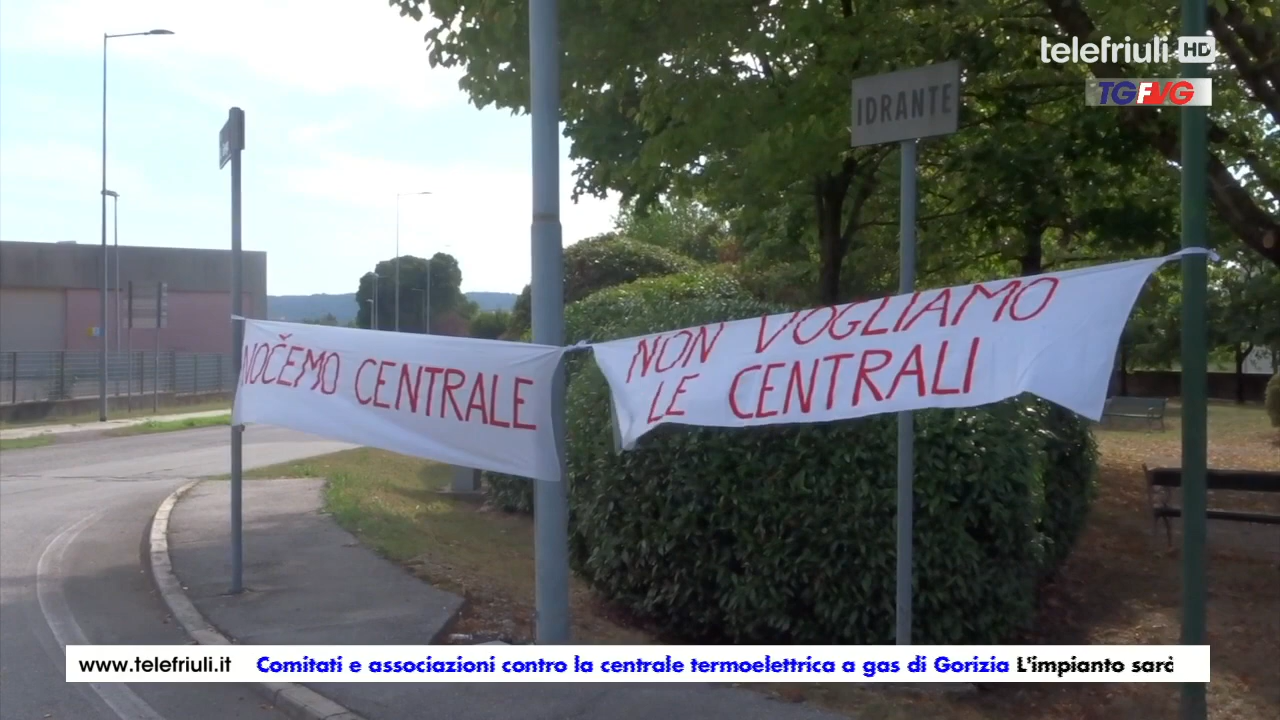 telefriuli HD
TGFVG
IDRANTE
NOČEMO CENTRALE
NON VOGLIAMO
LE CENTRALI
www.telefriuli.it Comitati e associazioni contro la centrale termoelettrica a gas di Gorizia L'impianto sarà